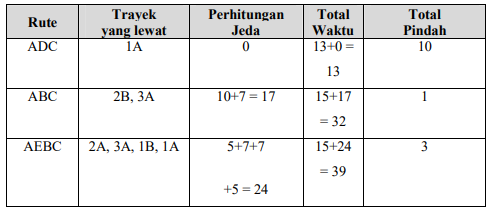 Rute Trayek yang lewat Perhitungan Jeda Total Waktu Total Pindah
ADC 1A 0 13+0 = 13 10
ABC 2B, 3A 10+7 = 17 15+17 = 32 1
AEBC 2A, 3A, 1B, 1A 5+7+7 +5 = 24 15+24 = 39 3